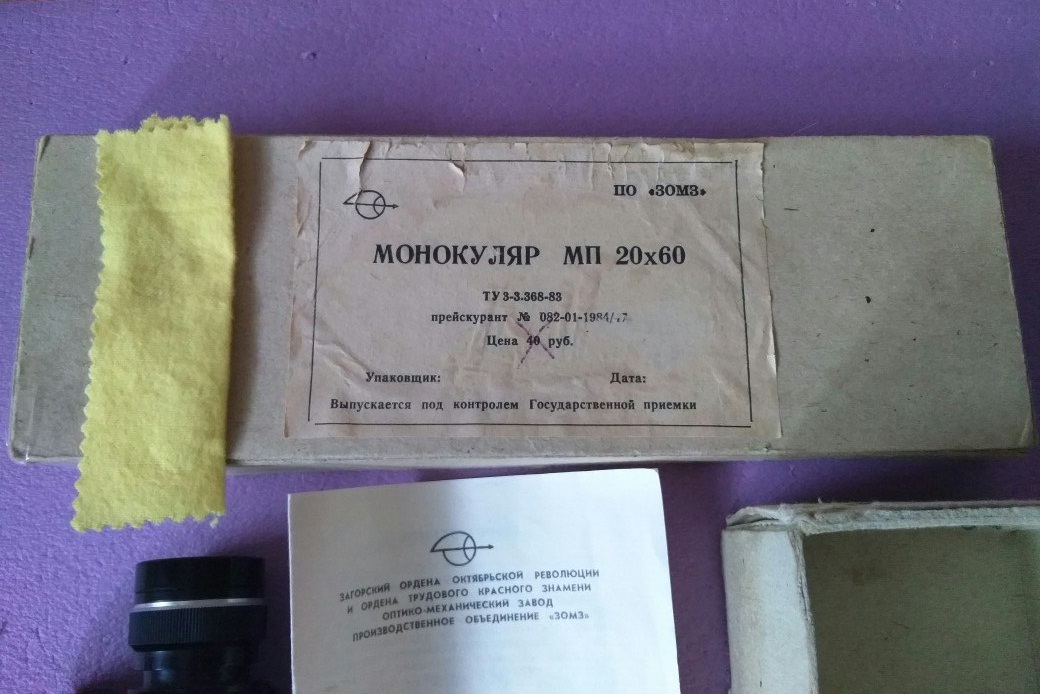 ПО «ЗОМЗ»
МОНОКУЛЯР МП 20х60
ТУ 3-3.368-83
прейскурант № 082-01-1984/
Цена 40 руб.
Упаковщик: Дата:
Выпускается под контролем Государственной приемки
ЗАГОРСКИЙ ОРДЕНА ОКТЯБРЬСКОЙ РЕВОЛЮЦИИ
И ОРДЕНА ТРУДОВОГО КРАСНОГО ЗНАМЕНИ
ОПТИКО-МЕХАНИЧЕСКИЙ ЗАВОД
ПРОИЗВОДСТВЕННОЕ ОБЪЕДИНЕНИЕ «ЗОМЗ»